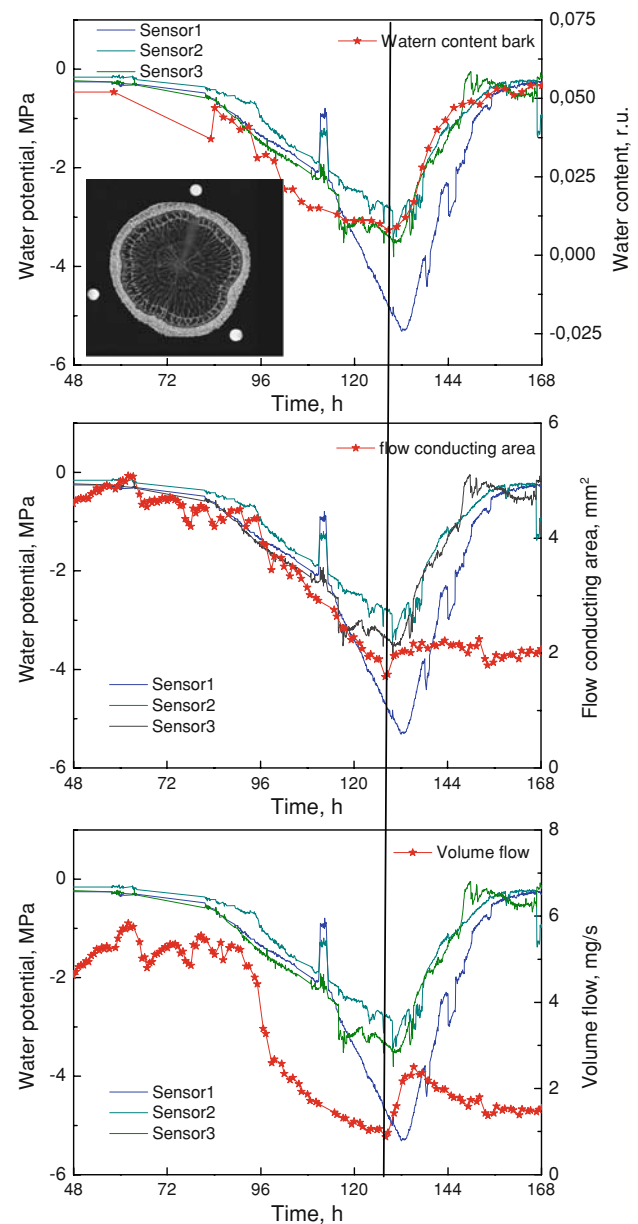 Sensor1
Sensor2
Sensor3
Watern content bark
Water potential, MPa
0
-2
-4
-6
0,075
0,050
0,025
0,000
-0,025
Water content, r.u.
48 72 96 120 144 168
Time, h
flow conducting area
Water potential, MPa
0
-2
-4
-6
6
4
2
0
Flow conducting area, mm²
Sensor1
Sensor2
Sensor3
48 72 96 120 144 168
Time, h
Volume flow
Water potential, MPa
0
-2
-4
-6
8
6
4
2
0
Volume flow, mg/s
Sensor1
Sensor2
Sensor3
48 72 96 120 144 168
Time, h